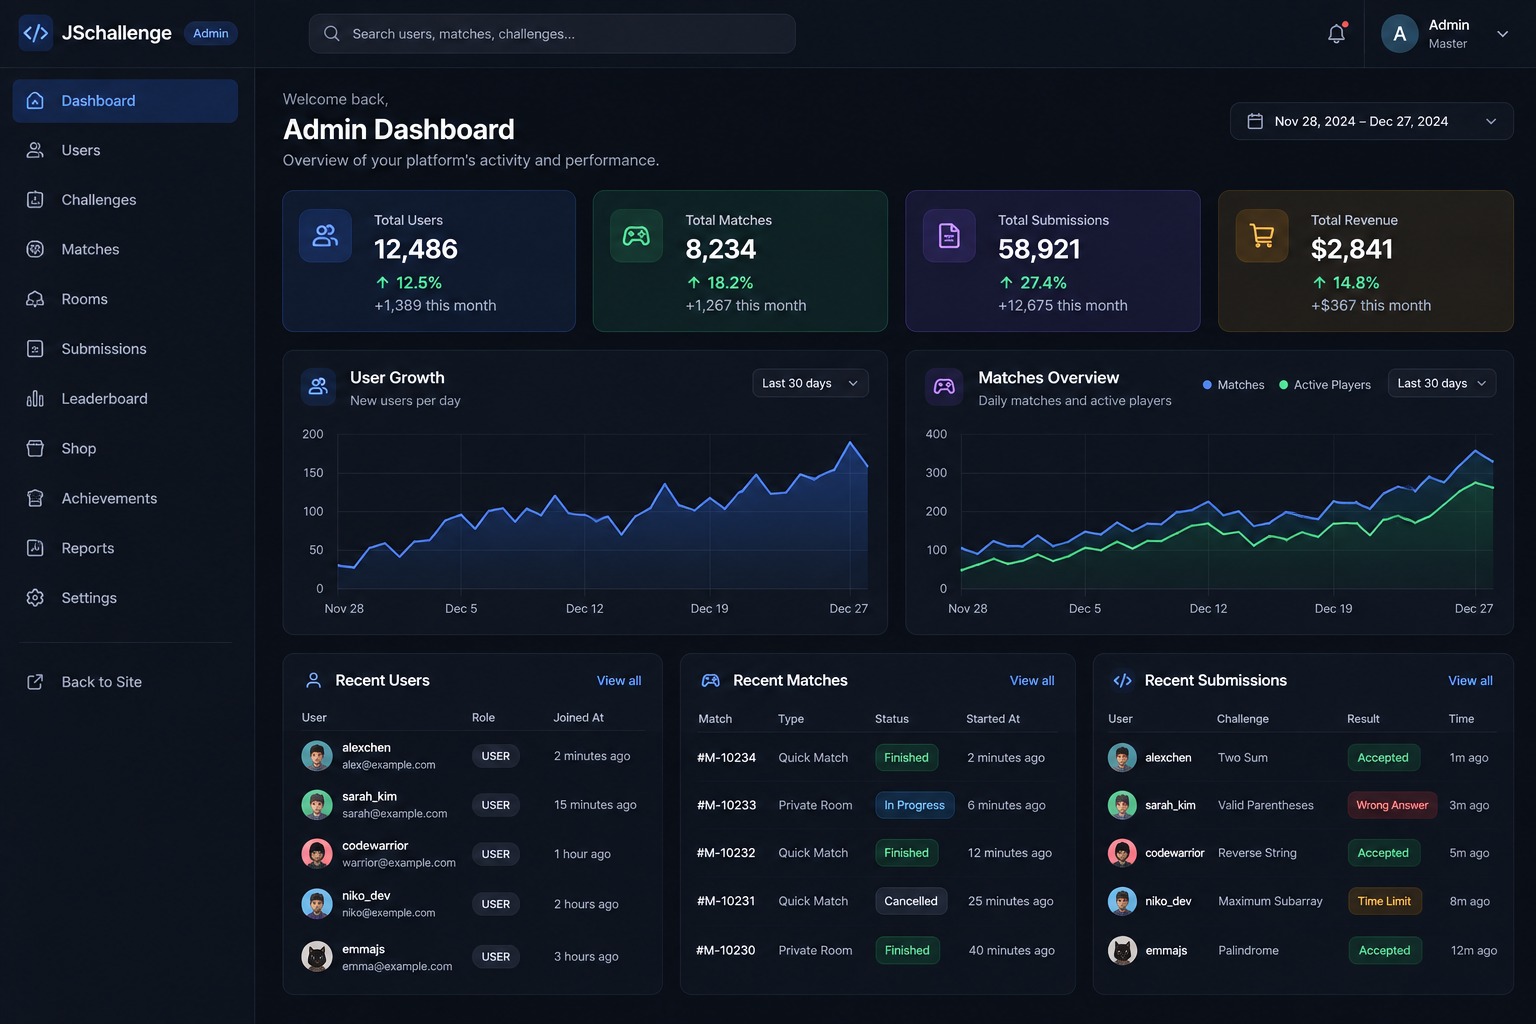 JSchallenge Admin
Search users, matches, challenges...
A
Admin
Master
Dashboard
Users
Challenges
Matches
Rooms
Submissions
Leaderboard
Shop
Achievements
Reports
Settings
Back to Site
Welcome back,
Admin Dashboard
Overview of your platform's activity and performance.
Nov 28, 2024 – Dec 27, 2024
Total Users
12,486
↑ 12.5%
+1,389 this month
Total Matches
8,234
↑ 18.2%
+1,267 this month
Total Submissions
58,921
↑ 27.4%
+12,675 this month
Total Revenue
$2,841
↑ 14.8%
+$367 this month
User Growth
New users per day
Last 30 days
200
150
100
50
0
Nov 28 Dec 5 Dec 12 Dec 19 Dec 27
Matches Overview
Daily matches and active players
Matches Active Players
Last 30 days
400
300
200
100
0
Nov 28 Dec 5 Dec 12 Dec 19 Dec 27
Recent Users View all
User Role Joined At
alexchen
alex@example.com
USER 2 minutes ago
sarah_kim
sarah@example.com
USER 15 minutes ago
codewarrior
warrior@example.com
USER 1 hour ago
niko_dev
niko@exemple.com
USER 2 hours ago
emmajs
emma@example.com
USER 3 hours ago
Recent Matches View all
Match Type Status Started At
#M-10234 Quick Match Finished 2 minutes ago
#M-10233 Private Room In Progress 6 minutes ago
#M-10232 Quick Match Finished 12 minutes ago
#M-10231 Quick Match Cancelled 25 minutes ago
#M-10230 Private Room Finished 40 minutes ago
Recent Submissions View all
User Challenge Result Time
alexchen Two Sum Accepted 1m ago
sarah_kim Valid Parentheses Wrong Answer 3m ago
codewarrior Reverse String Accepted 5m ago
niko_dev Maximum Subarray Time Limit 8m ago
emmajs Palindrome Accepted 12m ago